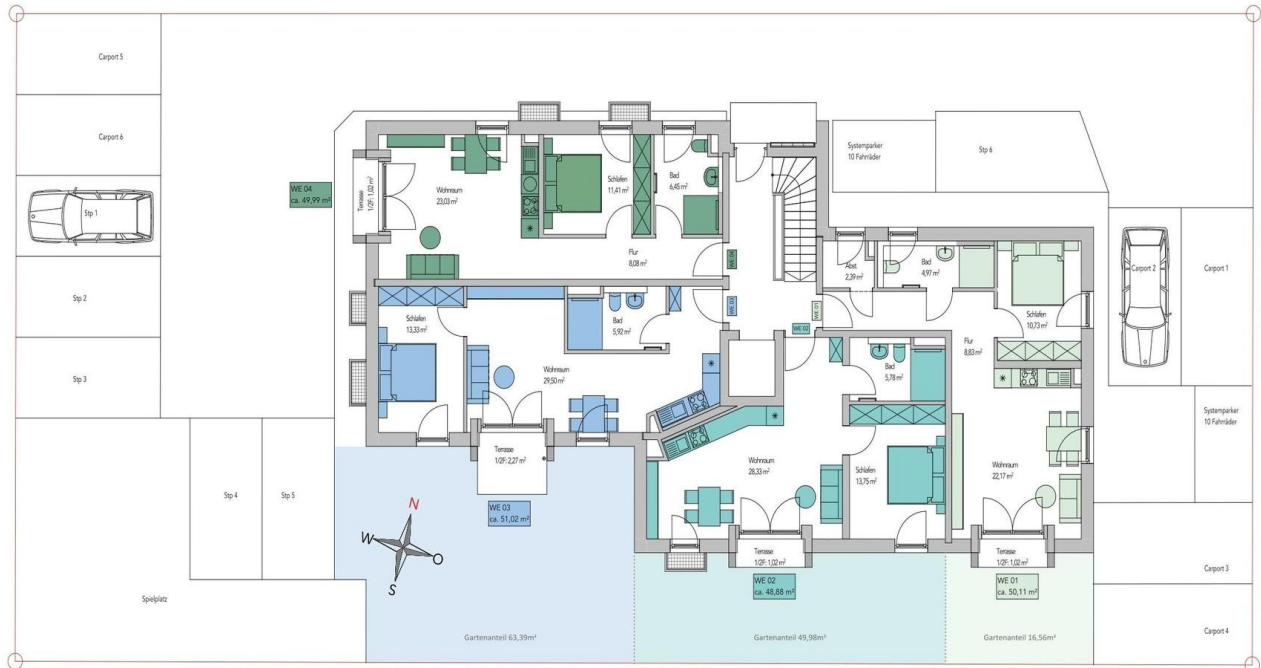 Carport 5
Carport 6
Stp 1
Stp 2
Stp 3
Stp 4
Stp 5
Spielplatz
WE 04
ca. 49,99 m²
Terrasse
1/2F: 1,02 m²
Wohnraum
23,03 m²
Schlafen
11,41 m²
Bad
6,45 m²
Flur
8,08 m²
WE 04
WE 03
WE 02
WE 01
Schlafen
13,33 m²
Bad
5,92 m²
Wohnraum
29,50 m²
Terrasse
1/2F: 2,27 m²
WE 03
ca. 51,02 m²
N
W
O
S
Gartenanteil 63,39m²
Wohnraum
28,33 m²
Bad
5,78 m²
Schlafen
13,75 m²
Terrasse
1/2F: 1,02 m²
WE 02
ca. 48,88 m²
Gartenanteil 49,98m²
Abst.
2,39 m²
Bad
4,97 m²
Schlafen
10,73 m²
Flur
8,83 m²
Wohnraum
22,17 m²
Terrasse
1/2F: 1,02 m²
WE 01
ca. 50,11 m²
Gartenanteil 16,56m²
Systemparker
10 Fahrräder
Stp 6
Carport 2
Carport 1
Systemparker
10 Fahrräder
Carport 3
Carport 4